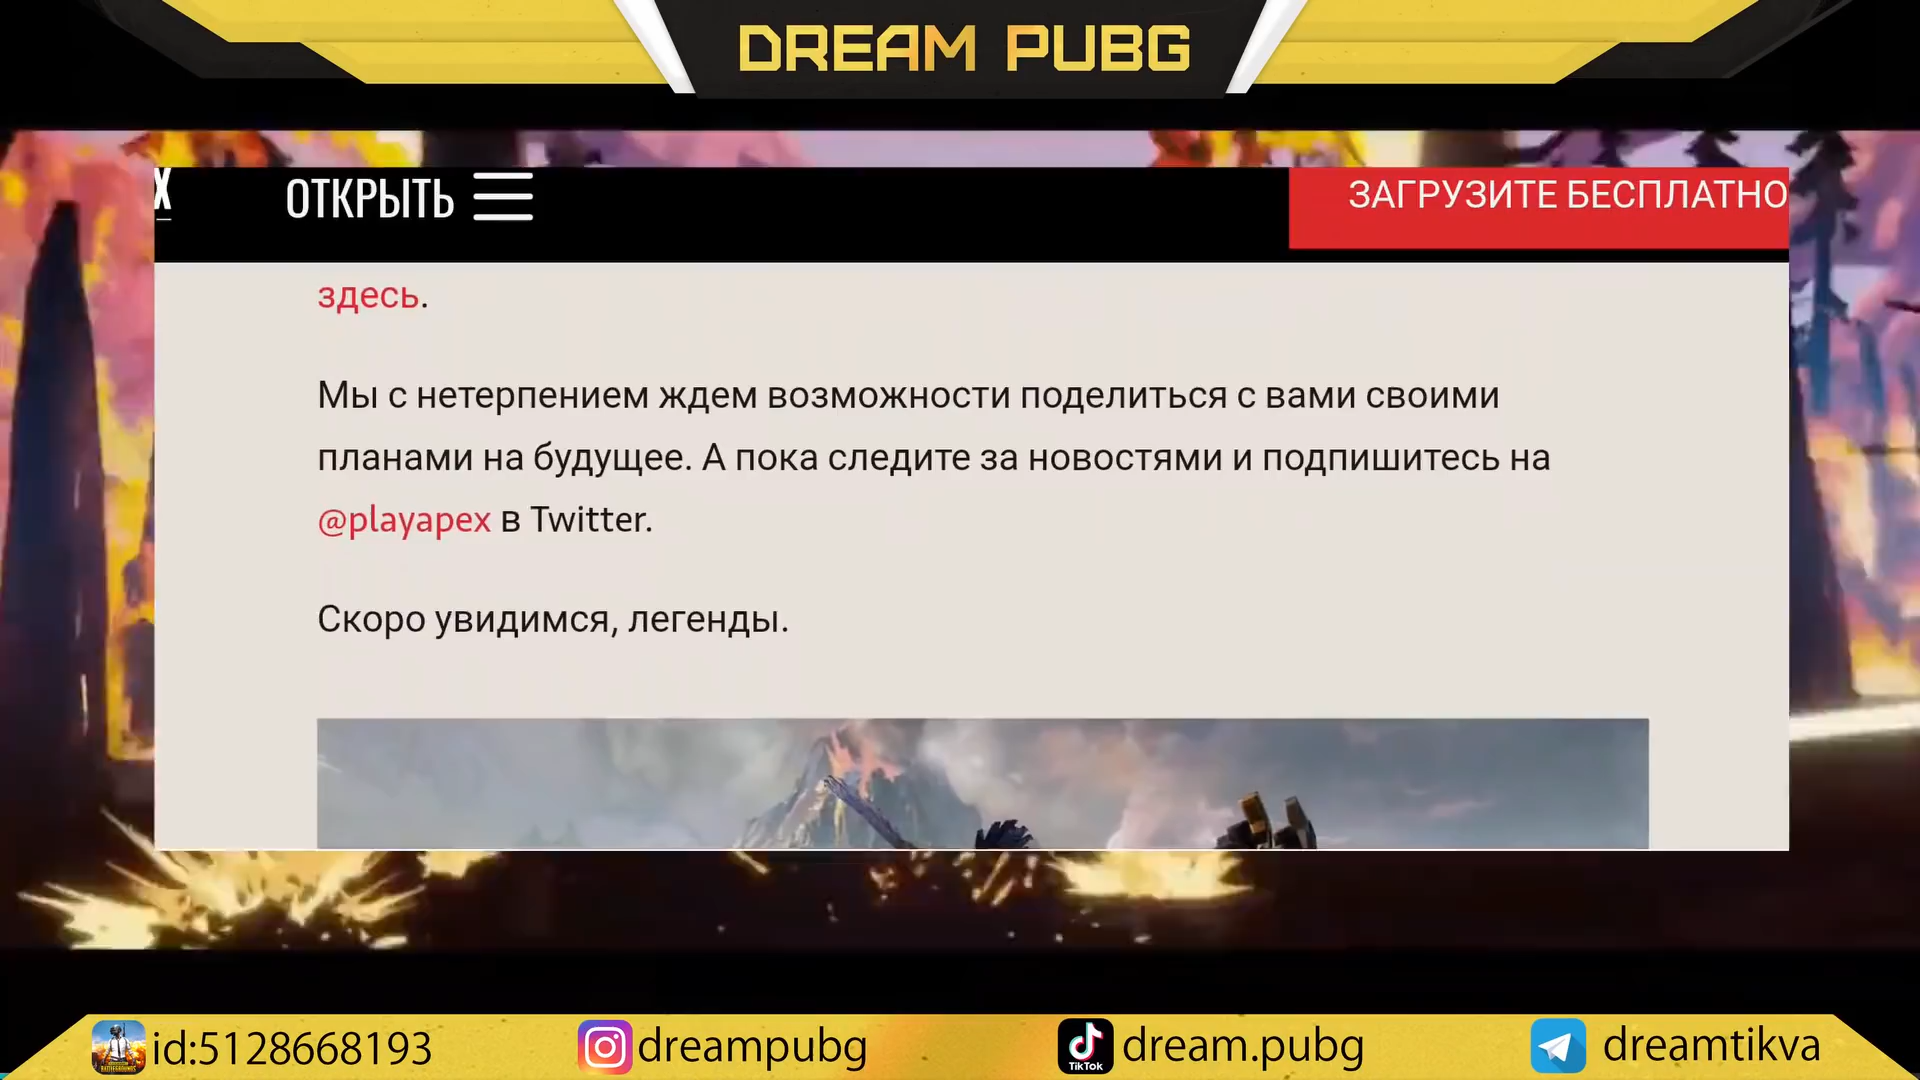 DREAM PUBG
X
ОТКРЫТЬ
ЗАГРУЗИТЕ БЕСПЛАТНО
здесь.
Мы с нетерпением ждем возможности поделиться с вами своими
планами на будущее. А пока следите за новостями и подпишитесь на
@playapex в Twitter.
Скоро увидимся, легенды.
id:5128668193
dreampubg
TikTok
dream.pubg
dreamtikva